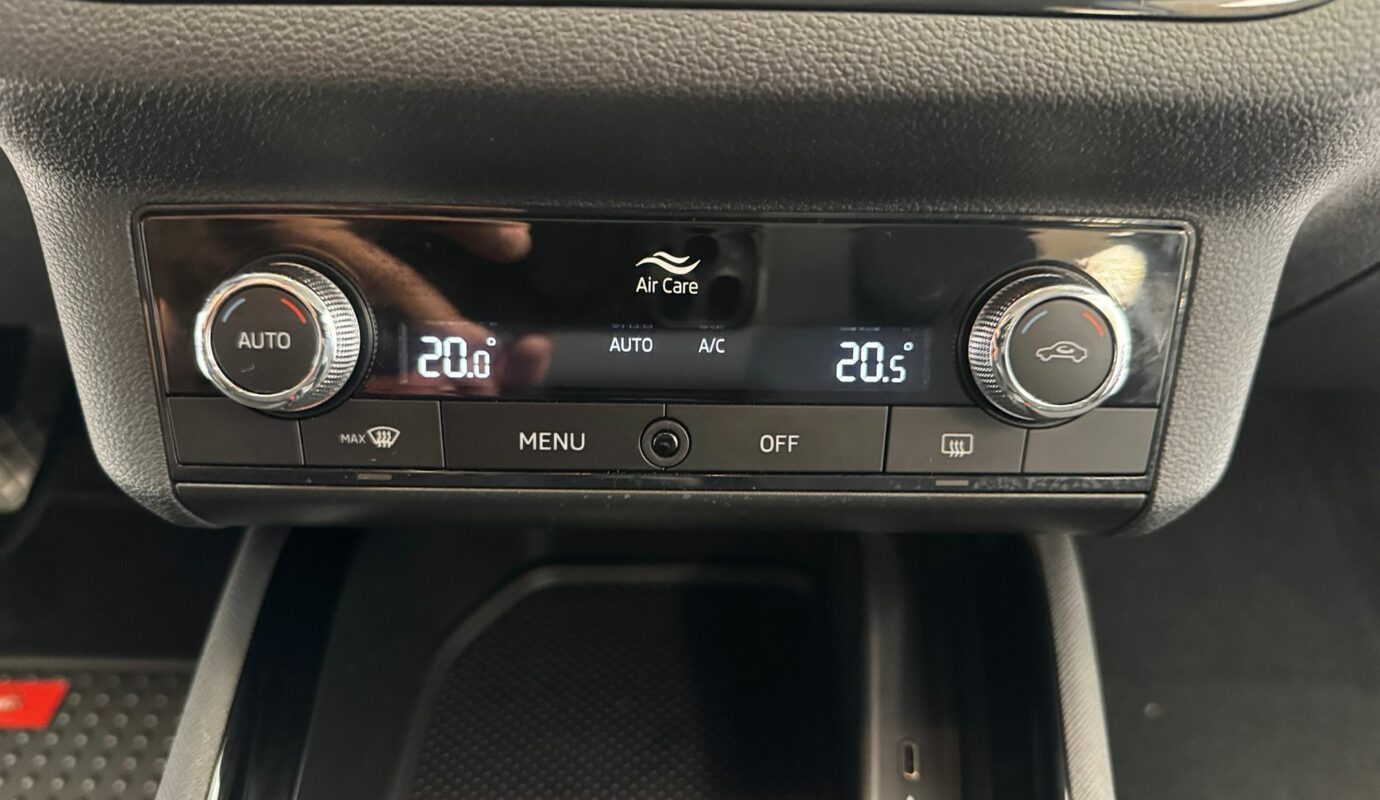 Air Care
AUTO
20.0°
AUTO
A/C
20.5°
MAX
MENU
OFF